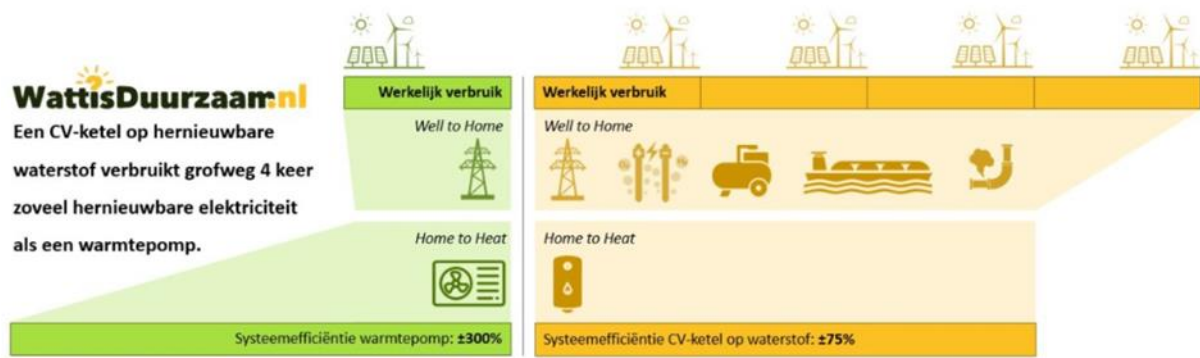 WattisDuurzaam.nl
Een CV-ketel op hernieuwbare
waterstof verbruikt grofweg 4 keer
zoveel hernieuwbare elektriciteit
als een warmtepomp.
Werkelijk verbruik
Well to Home
Home to Heat
Systeemefficiëntie warmtepomp: ±300%
Werkelijk verbruik
Well to Home
Home to Heat
Systeemefficiëntie CV-ketel op waterstof: ±75%